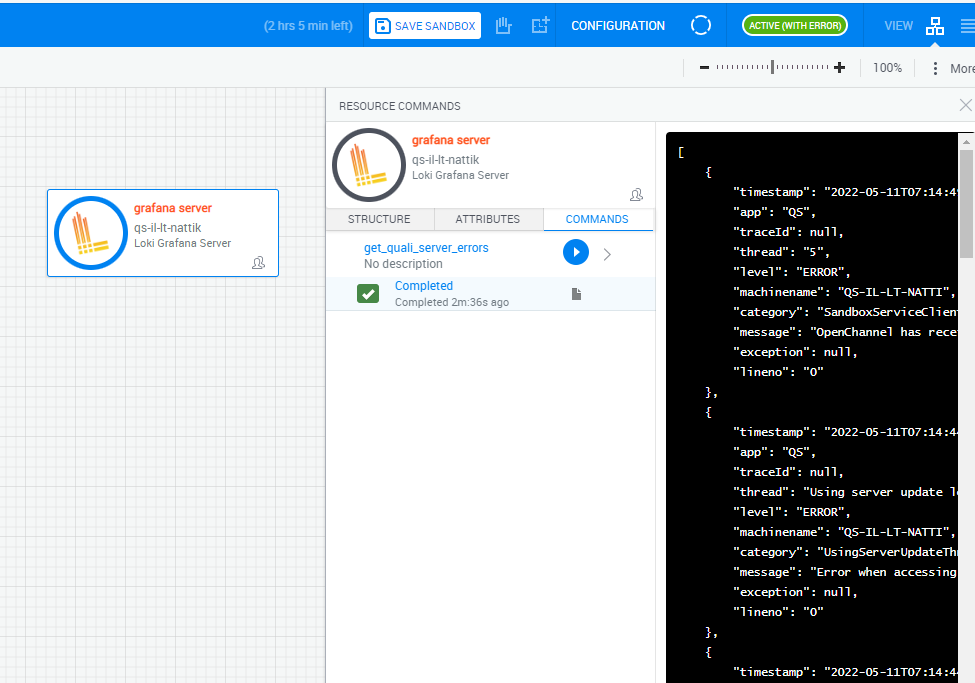 (2 hrs 5 min left)
SAVE SANDBOX
CONFIGURATION
ACTIVE (WITH ERROR)
VIEW
100%
More
RESOURCE COMMANDS
grafana server
qs-il-lt-nattik
Loki Grafana Server
grafana server
qs-il-lt-nattik
Loki Grafana Server
STRUCTURE
ATTRIBUTES
COMMANDS
get_quali_server_errors
No description
Completed
Completed 2m:36s ago
[
{
"timestamp": "2022-05-11T07:14:4
"app": "QS",
"traceId": null,
"thread": "5",
"level": "ERROR",
"machinename": "QS-IL-LT-NATTI",
"category": "SandboxServiceClien
"message": "OpenChannel has rece
"exception": null,
"lineno": "0"
},
{
"timestamp": "2022-05-11T07:14:44
"app": "QS",
"traceId": null,
"thread": "Using server update l
"level": "ERROR",
"machinename": "QS-IL-LT-NATTI",
"category": "UsingServerUpdateTh
"message": "Error when accessing
"exception": null,
"lineno": "0"
},
{
"timestamp": "2022-05-11T07:14:44